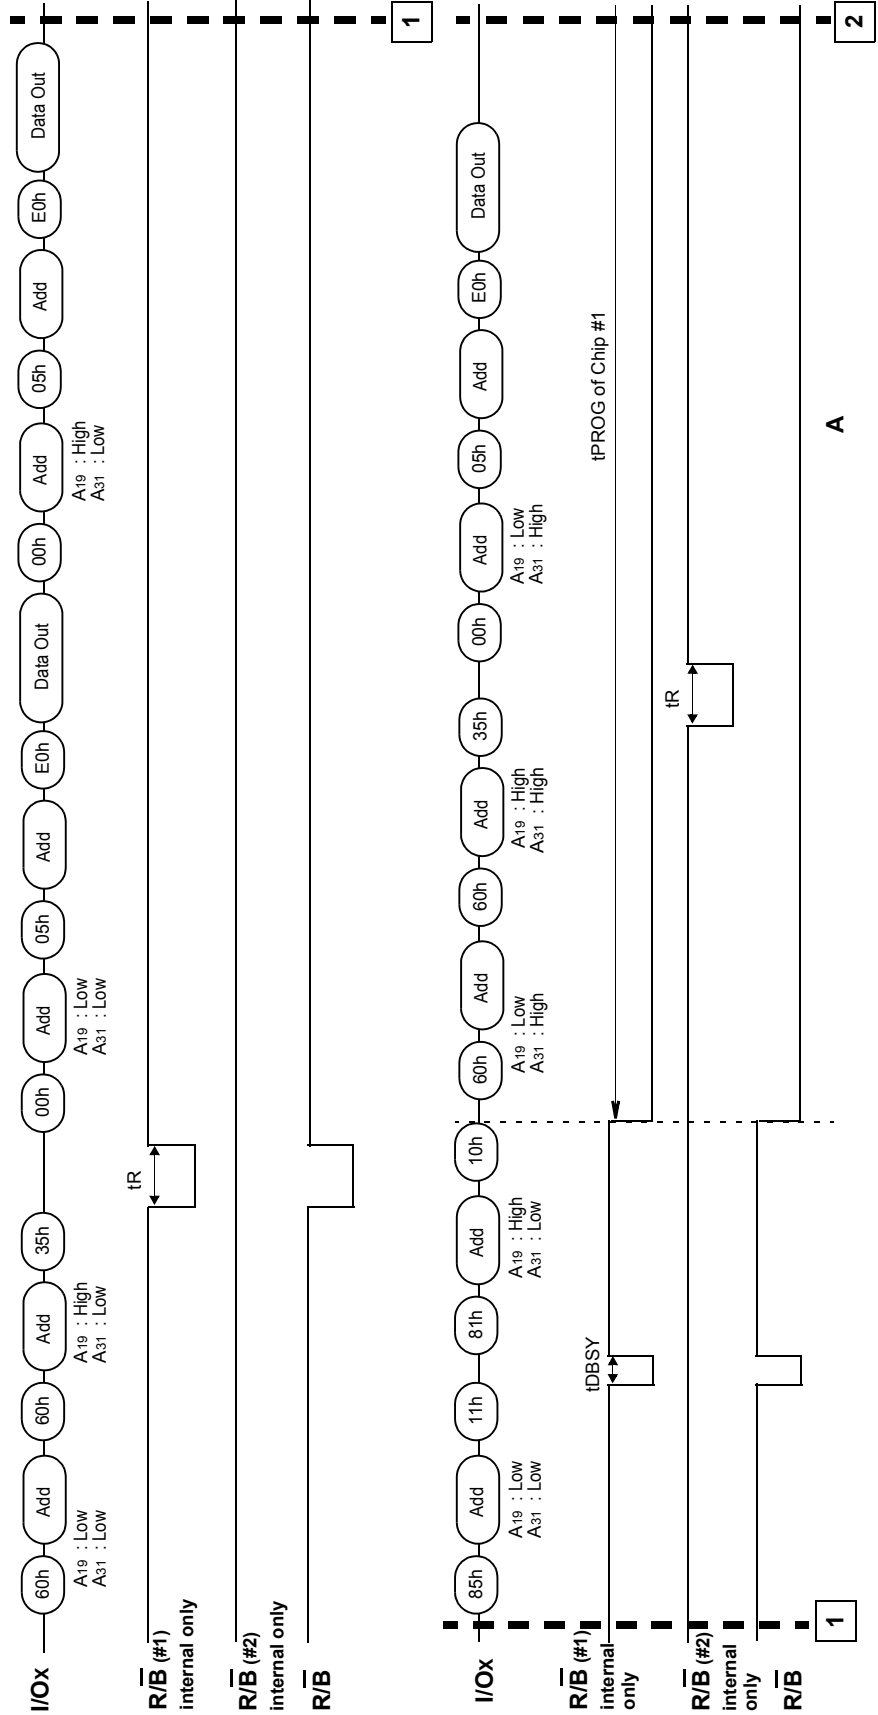 I/Ox 60h Add 60h Add 35h 00h Add 05h Add E0h Data Out 00h Add 05h Add E0h Data Out
A19 : Low
A31 : Low
A19 : High
A31 : Low
A19 : Low
A31 : Low
A19 : High
A31 : Low
R/B (#1)
internal only
tR
R/B (#2)
internal only
R/B
1
I/Ox 85h Add 11h 81h Add 10h 60h Add 60h Add 35h 00h Add 05h Add E0h Data Out
A19 : Low
A31 : Low
A19 : High
A31 : Low
A19 : Low
A31 : High
A19 : High
A31 : High
A19 : Low
A31 : High
R/B (#1)
internal
only
tDBSY
tPROG of Chip #1
R/B (#2)
internal
only
tR
R/B
1
A
2